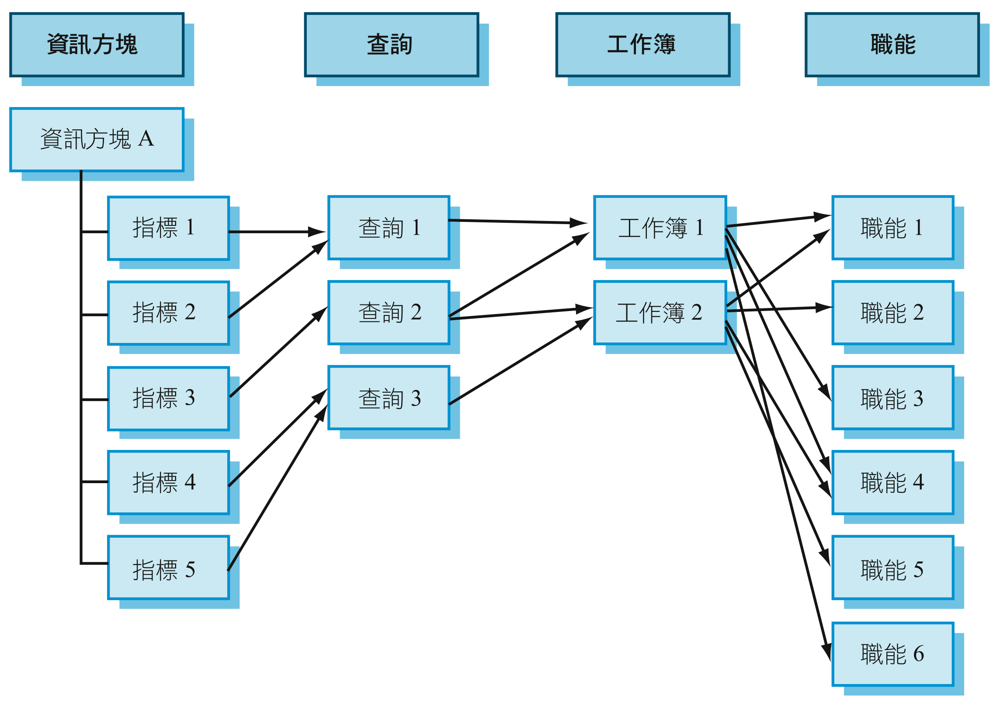 資訊方塊
查詢
工作簿
職能
資訊方塊 A
指標 1
查詢 1
工作簿 1
職能 1
指標 2
查詢 2
工作簿 2
職能 2
指標 3
查詢 3
職能 3
指標 4
職能 4
指標 5
職能 5
職能 6